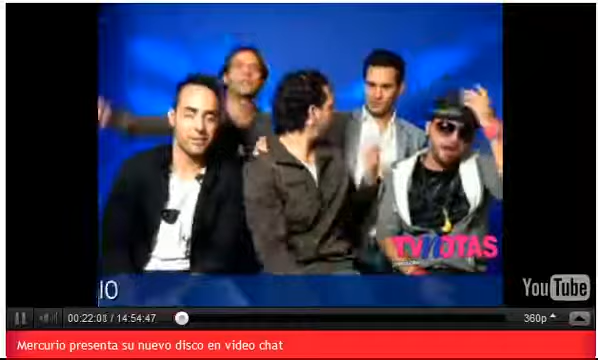 TVNOTAS
IO
YouTube
00:22:08 / 14:54:47
360p
Mercurio presenta su nuevo disco en video chat